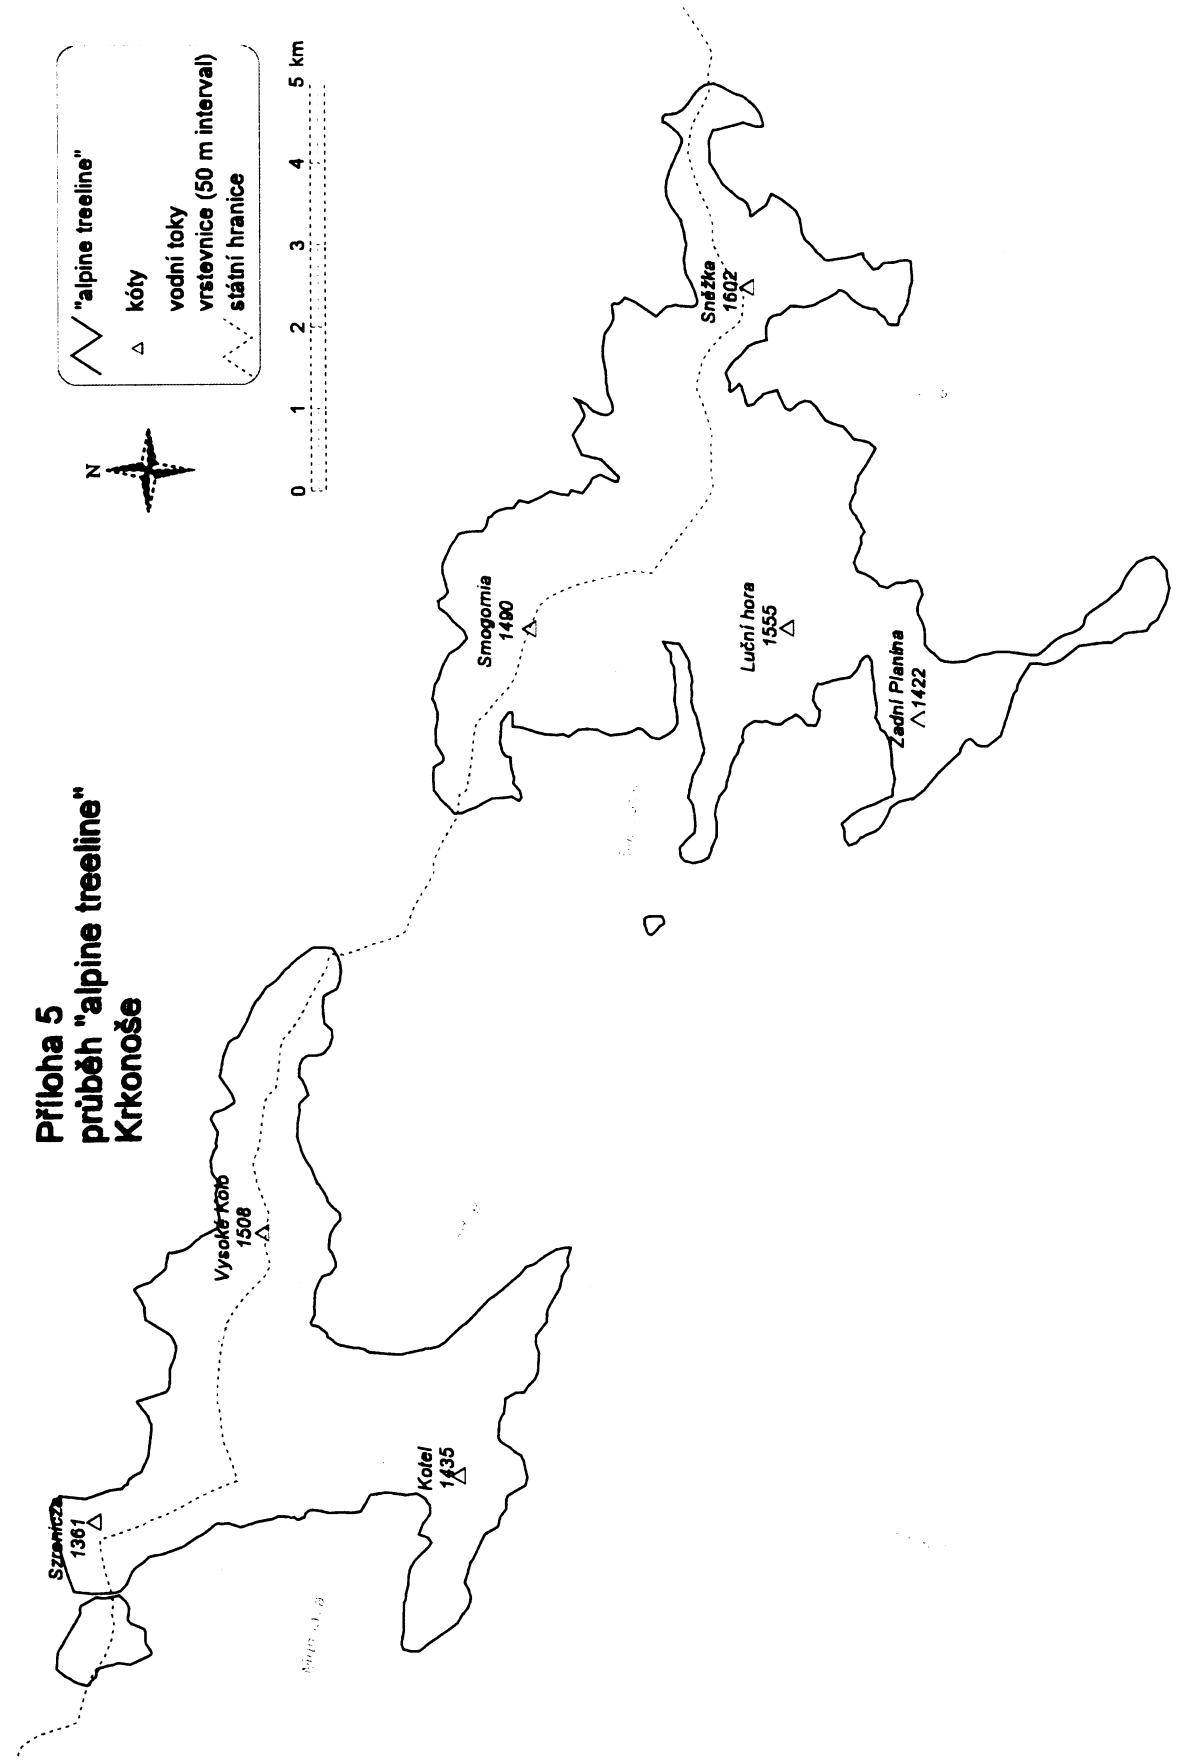 Příloha 5
průběh "alpine treeline"
Krkonoše
"alpine treeline"
kóty
vodní toky
vrstevnice (50 m interval)
státní hranice
N
0 1 2 3 4 5 km
Szrenicza
1361
Vysoké Kolo
1508
Kotel
1435
Smogornia
1490
Sněžka
1602
Luční hora
1555
Zadní Planina
1422